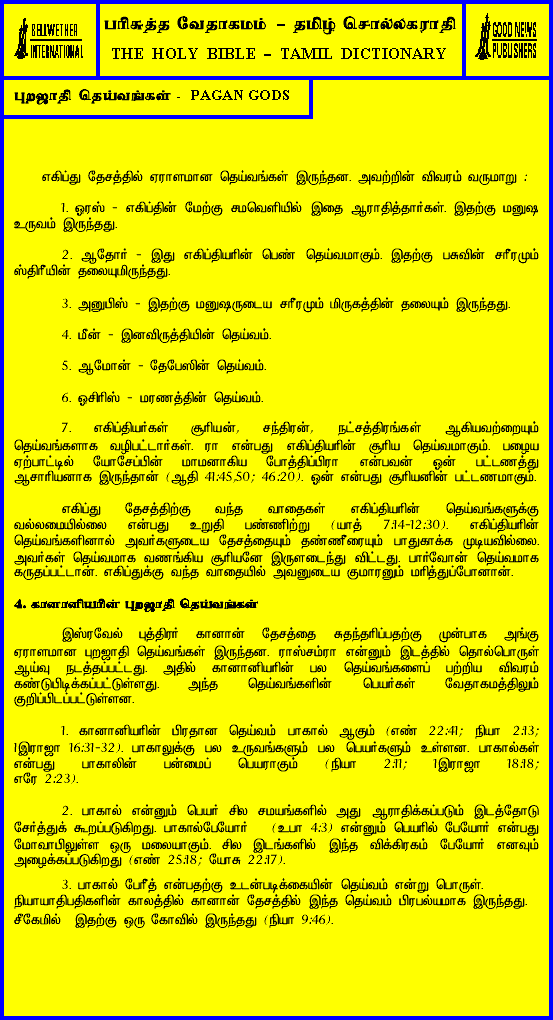 BELLWETHER
INTERNATIONAL
பரிசுத்த வேதாகமம் – தமிழ் சொல்லகராதி
THE HOLY BIBLE – TAMIL DICTIONARY
GOOD NEWS
PUBLISHERS
புறஜாதி தெய்வங்கள் - PAGAN GODS
எகிப்து தேசத்தில் ஏராளமான தெய்வங்கள் இருந்தன. அவற்றின் விவரம் வருமாறு :
1. ஓரஸ் - எகிப்தின் மேற்கு சமவெளியில் இதை ஆராதித்தார்கள். இதற்கு மனுஷ
உருவம் இருந்தது.
2. ஆதோர் - இது எகிப்தியரின் பெண் தெய்வமாகும். இதற்கு பசுவின் சரீரமும்
ஸ்திரீயின் தலையுமிருந்தது.
3. அனுபிஸ் - இதற்கு மனுஷருடைய சரீரமும் மிருகத்தின் தலையும் இருந்தது.
4. மீன் - இனவிருத்தியின் தெய்வம்.
5. ஆமோன் - தேபேஸின் தெய்வம்.
6. ஒசிரிஸ் - மரணத்தின் தெய்வம்.
7. எகிப்தியர்கள் சூரியன், சந்திரன், நட்சத்திரங்கள் ஆகியவற்றையும்
தெய்வங்களாக வழிபட்டார்கள். ரா என்பது எகிப்தியரின் சூரிய தெய்வமாகும். பழைய
ஏற்பாட்டில் யோசேப்பின் மாமனாகிய போத்திப்பிரா என்பவன் ஓன் பட்டணத்து
ஆசாரியனாக இருந்தான் (ஆதி 41:45,50; 46:20). ஓன் என்பது சூரியனின் பட்டணமாகும்.
எகிப்து தேசத்திற்கு வந்த வாதைகள் எகிப்தியரின் தெய்வங்களுக்கு
வல்லமையில்லை என்பது உறுதி பண்ணிற்று (யாத் 7:14-12:30). எகிப்தியரின்
தெய்வங்களினால் அவர்களுடைய தேசத்தையும் தண்ணீரையும் பாதுகாக்க முடியவில்லை.
அவர்கள் தெய்வமாக வணங்கிய சூரியனே இருளடைந்து விட்டது. பார்வோன் தெய்வமாக
கருதப்பட்டான். எகிப்துக்கு வந்த வாதையில் அவனுடைய குமாரனும் மரித்துப்போனான்.
4. கானானியரின் புறஜாதி தெய்வங்கள்
இஸ்ரவேல் புத்திரர் கானான் தேசத்தை சுதந்தரிப்பதற்கு முன்பாக அங்கு
ஏராளமான புறஜாதி தெய்வங்கள் இருந்தன. ராஸ்சம்ரா என்னும் இடத்தில் தொல்பொருள்
ஆய்வு நடத்தப்பட்டது. அதில் கானானியரின் பல தெய்வங்களைப் பற்றிய விவரம்
கண்டுபிடிக்கப்பட்டுள்ளது. அந்த தெய்வங்களின் பெயர்கள் வேதாகமத்திலும்
குறிப்பிடப்பட்டுள்ளன.
1. கானானியரின் பிரதான தெய்வம் பாகால் ஆகும் (எண் 22:41; நியா 2:13;
1இராஜா 16:31-32). பாகாலுக்கு பல உருவங்களும் பல பெயர்களும் உள்ளன. பாகால்கள்
என்பது பாகாலின் பன்மைப் பெயராகும் (நியா 2:11; 1இராஜா 18:18;
எரே 2:23).
2. பாகால் என்னும் பெயர் சில சமயங்களில் அது ஆராதிக்கப்படும் இடத்தோடு
சேர்த்துக் கூறப்படுகிறது. பாகால்பேயோர் (உபா 4:3) என்னும் பெயரில் பேயோர் என்பது
மோவாபிலுள்ள ஒரு மலையாகும். சில இடங்களில் இந்த விக்கிரகம் பேயோர் எனவும்
அழைக்கப்படுகிறது (எண் 25:18; யோசு 22:17).
3. பாகால் பேரீத் என்பதற்கு உடன்படிக்கையின் தெய்வம் என்று பொருள்.
நியாயாதிபதிகளின் காலத்தில் கானான் தேசத்தில் இந்த தெய்வம் பிரபல்யமாக இருந்தது.
சீகேமில் இதற்கு ஒரு கோவில் இருந்தது (நியா 9:46).